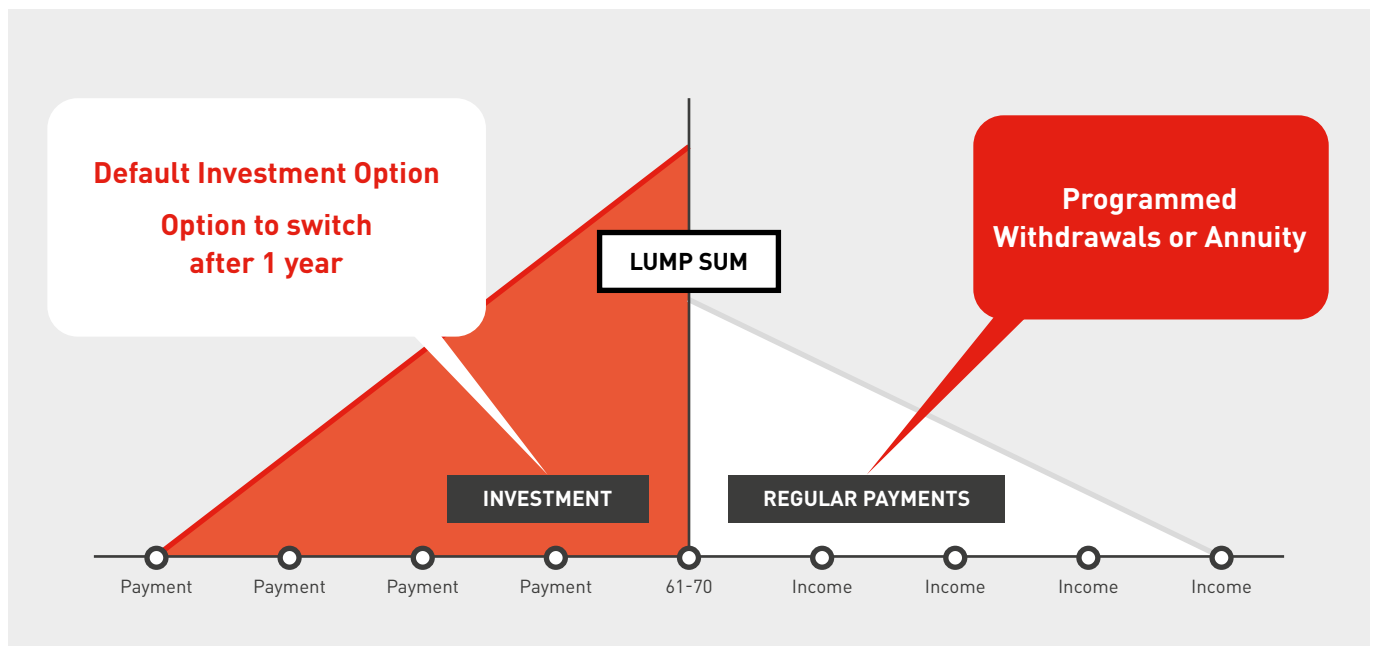 Default Investment Option
Option to switch
after 1 year
Programmed
Withdrawals or Annuity
LUMP SUM
INVESTMENT
REGULAR PAYMENTS
Payment
Payment
Payment
Payment
61-70
Income
Income
Income
Income